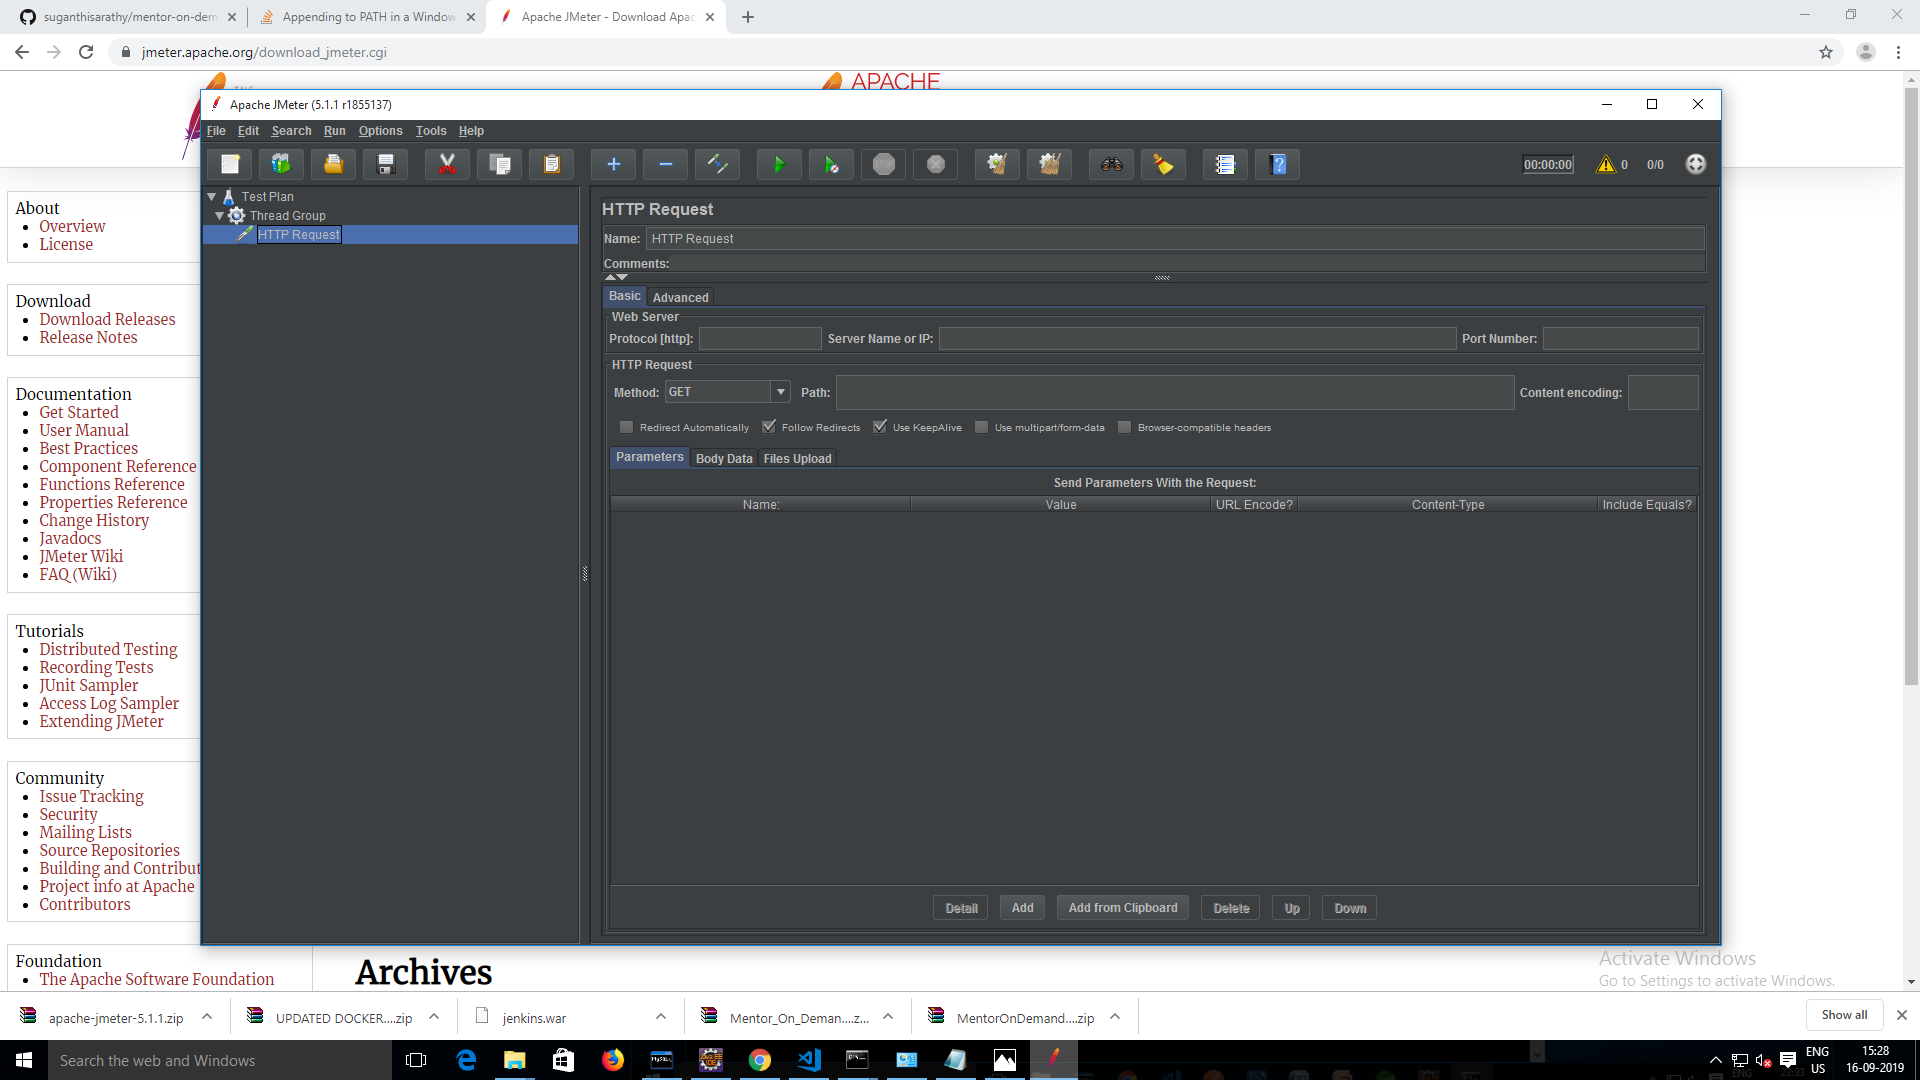 suganthisarathy/mentor-on-dem
Appending to PATH in a Window
Apache JMeter - Download Apac
jmeter.apache.org/download_jmeter.cgi
THE
APACHE
Apache JMeter (5.1.1 r1855137)
File Edit Search Run Options Tools Help
STOP
00:00:00
0
0/0
Test Plan
Thread Group
HTTP Request
HTTP Request
Name: HTTP Request
Comments:
Basic Advanced
Web Server
Protocol [http]: Server Name or IP: Port Number:
HTTP Request
Method: GET Path: Content encoding:
Redirect Automatically Follow Redirects Use KeepAlive Use multipart/form-data Browser-compatible headers
Parameters Body Data Files Upload
Send Parameters With the Request:
Name: Value URL Encode? Content-Type Include Equals?
Detail Add Add from Clipboard Delete Up Down
About
Overview
License
Download
Download Releases
Release Notes
Documentation
Get Started
User Manual
Best Practices
Component Reference
Functions Reference
Properties Reference
Change History
Javadocs
JMeter Wiki
FAQ (Wiki)
Tutorials
Distributed Testing
Recording Tests
JUnit Sampler
Access Log Sampler
Extending JMeter
Community
Issue Tracking
Security
Mailing Lists
Source Repositories
Building and Contribut
Project info at Apache
Contributors
Foundation
The Apache Software Foundation
Archives
Activate Windows
Go to Settings to activate Windows.
apache-jmeter-5.1.1.zip
UPDATED DOCKER....zip
jenkins.war
Mentor_On_Deman....z...
MentorOnDemand....zip
Show all
Search the web and Windows
ENG
US
15:28
16-09-2019